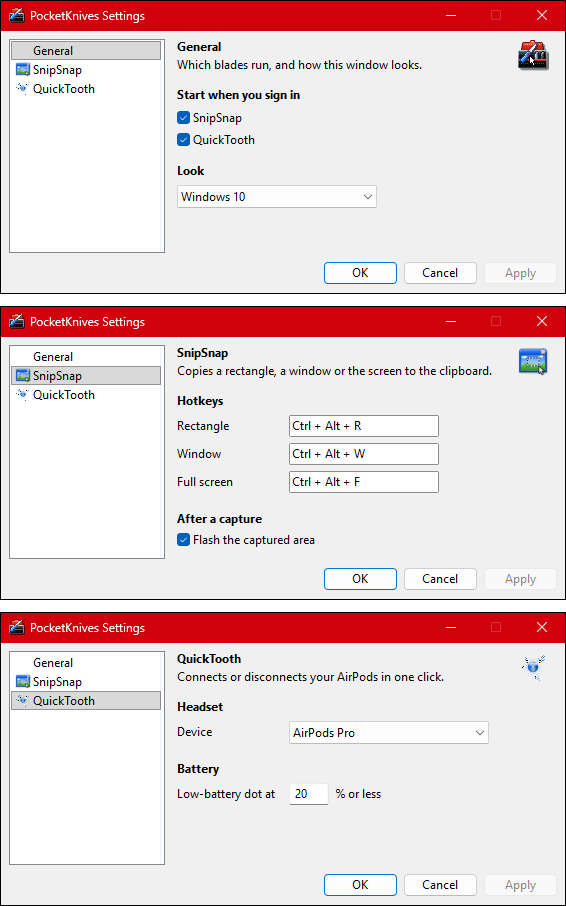 PocketKnives Settings
General
SnipSnap
QuickTooth
General
Which blades run, and how this window looks.
Start when you sign in
SnipSnap
QuickTooth
Look
Windows 10
OK Cancel Apply
PocketKnives Settings
General
SnipSnap
QuickTooth
SnipSnap
Copies a rectangle, a window or the screen to the clipboard.
Hotkeys
Rectangle Ctrl + Alt + R
Window Ctrl + Alt + W
Full screen Ctrl + Alt + F
After a capture
Flash the captured area
OK Cancel Apply
PocketKnives Settings
General
SnipSnap
QuickTooth
QuickTooth
Connects or disconnects your AirPods in one click.
Headset
Device AirPods Pro
Battery
Low-battery dot at 20 % or less
OK Cancel Apply